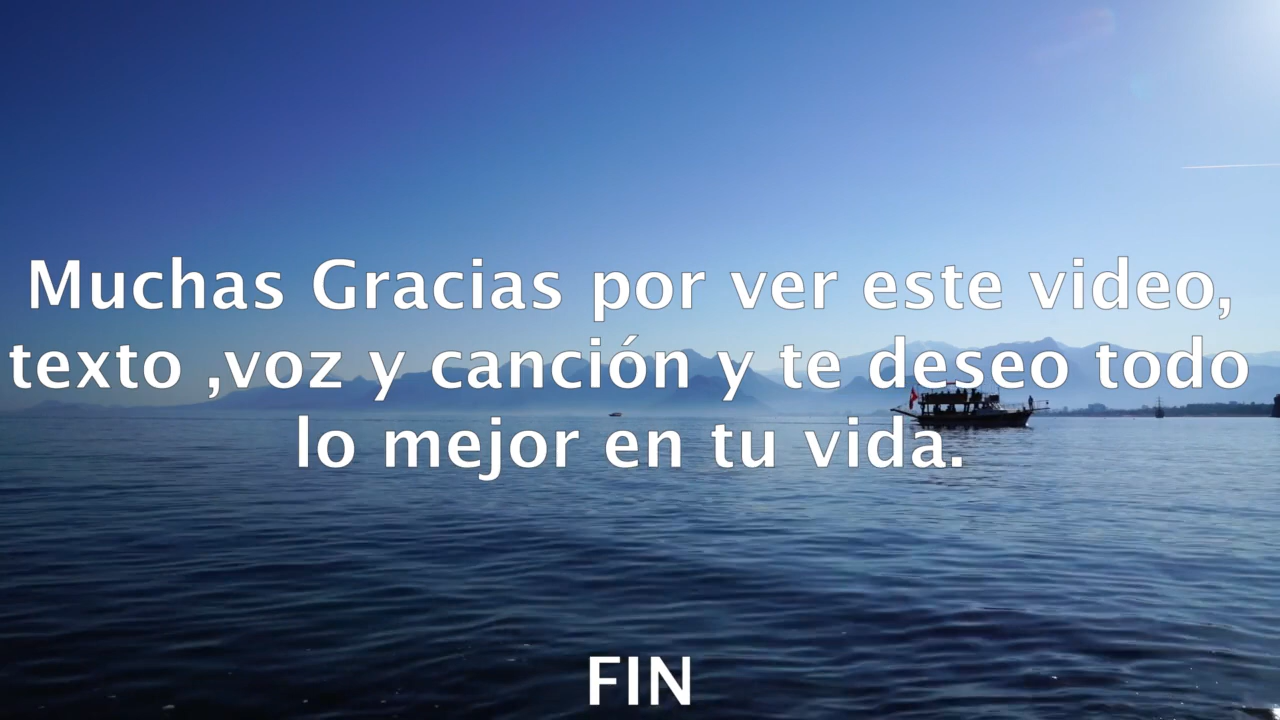 Muchas Gracias por ver este video,
texto ,voz y canción y te deseo todo
lo mejor en tu vida.
FIN